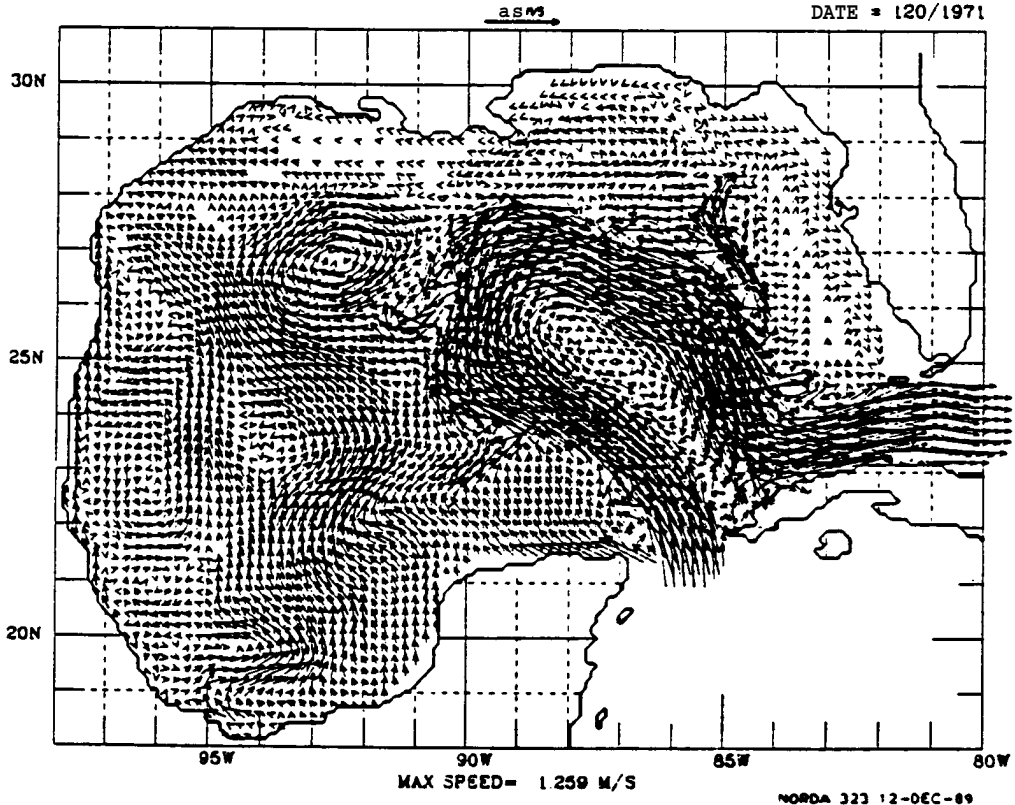 DATE = 120/1971
30N
25N
20N
95W 90W 85W 80W
MAX SPEED= 1.259 M/S
NORDA 323 12-DEC-89